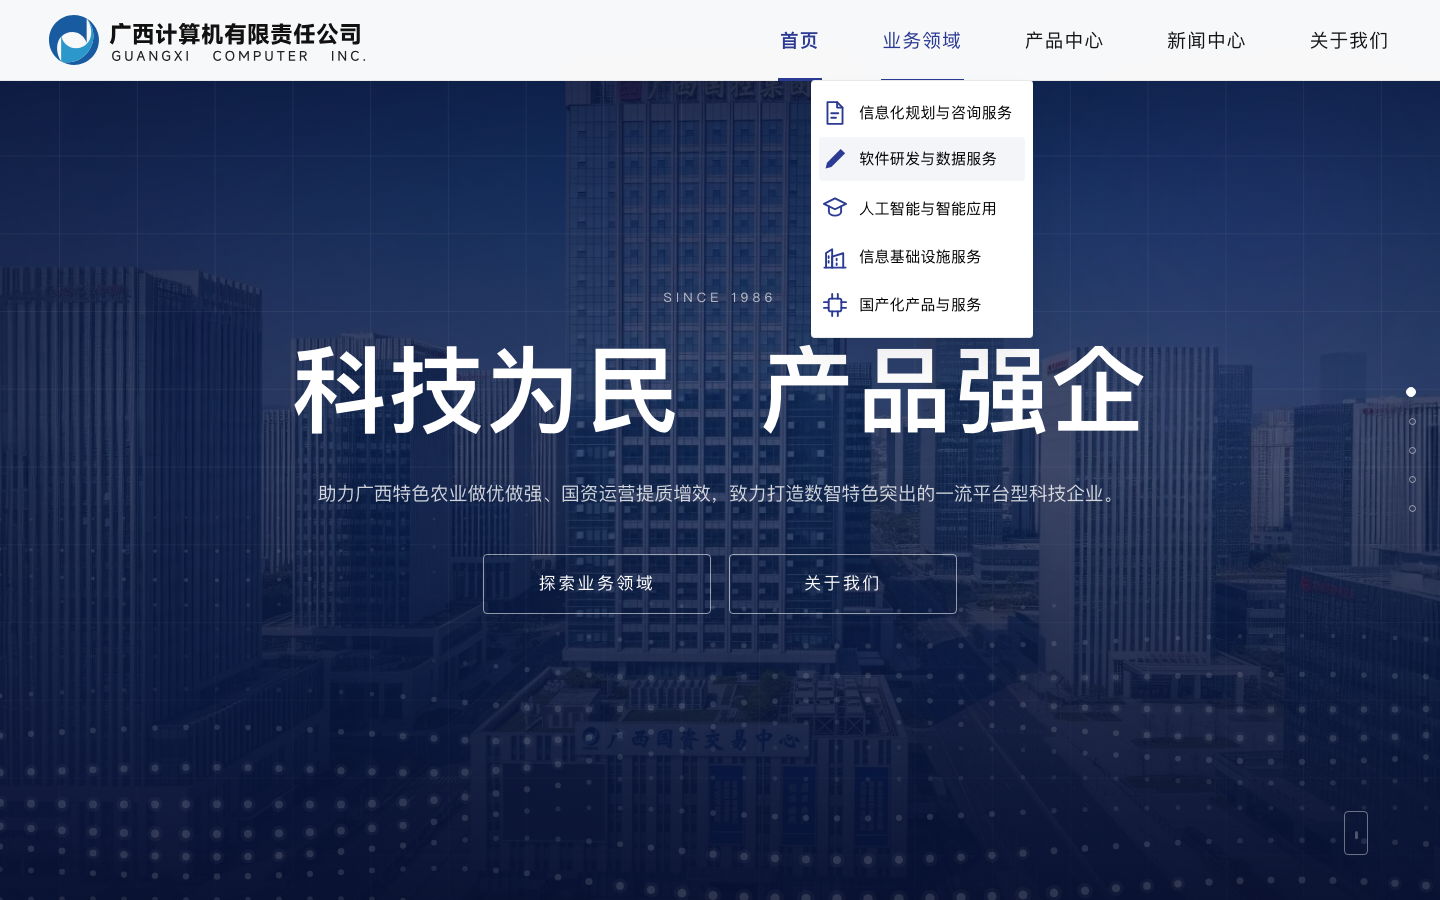 广西计算机有限责任公司
GUANGXI COMPUTER INC.
首页
业务领域
产品中心
新闻中心
关于我们
信息化规划与咨询服务
软件研发与数据服务
人工智能与智能应用
信息基础设施服务
国产化产品与服务
SINCE 1986
科技为民 产品强企
助力广西特色农业做优做强、国资运营提质增效，致力打造数智特色突出的一流平台型科技企业。
探索业务领域
关于我们
广西国资交易中心